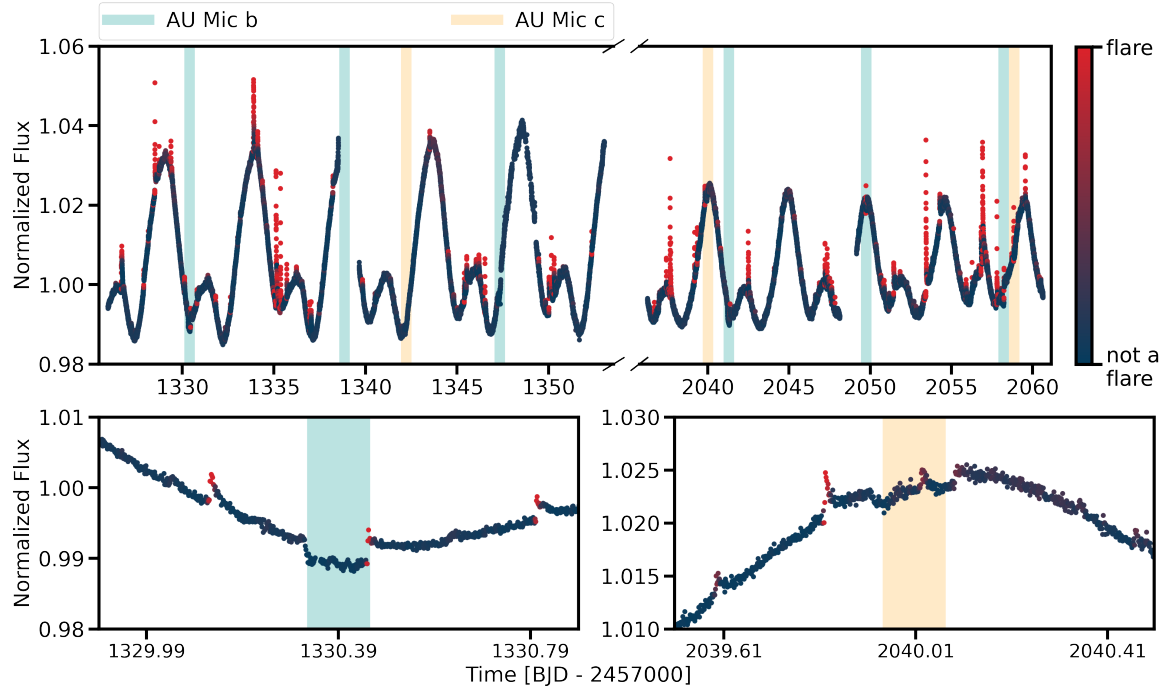 AU Mic b AU Mic c
1.06
1.04
1.02
1.00
0.98
Normalized Flux
1330 1335 1340 1345 1350 2040 2045 2050 2055 2060
flare
not a
flare
1.01
1.00
0.99
0.98
Normalized Flux
1329.99 1330.39 1330.79
1.030
1.025
1.020
1.015
1.010
2039.61 2040.01 2040.41
Time [BJD - 2457000]